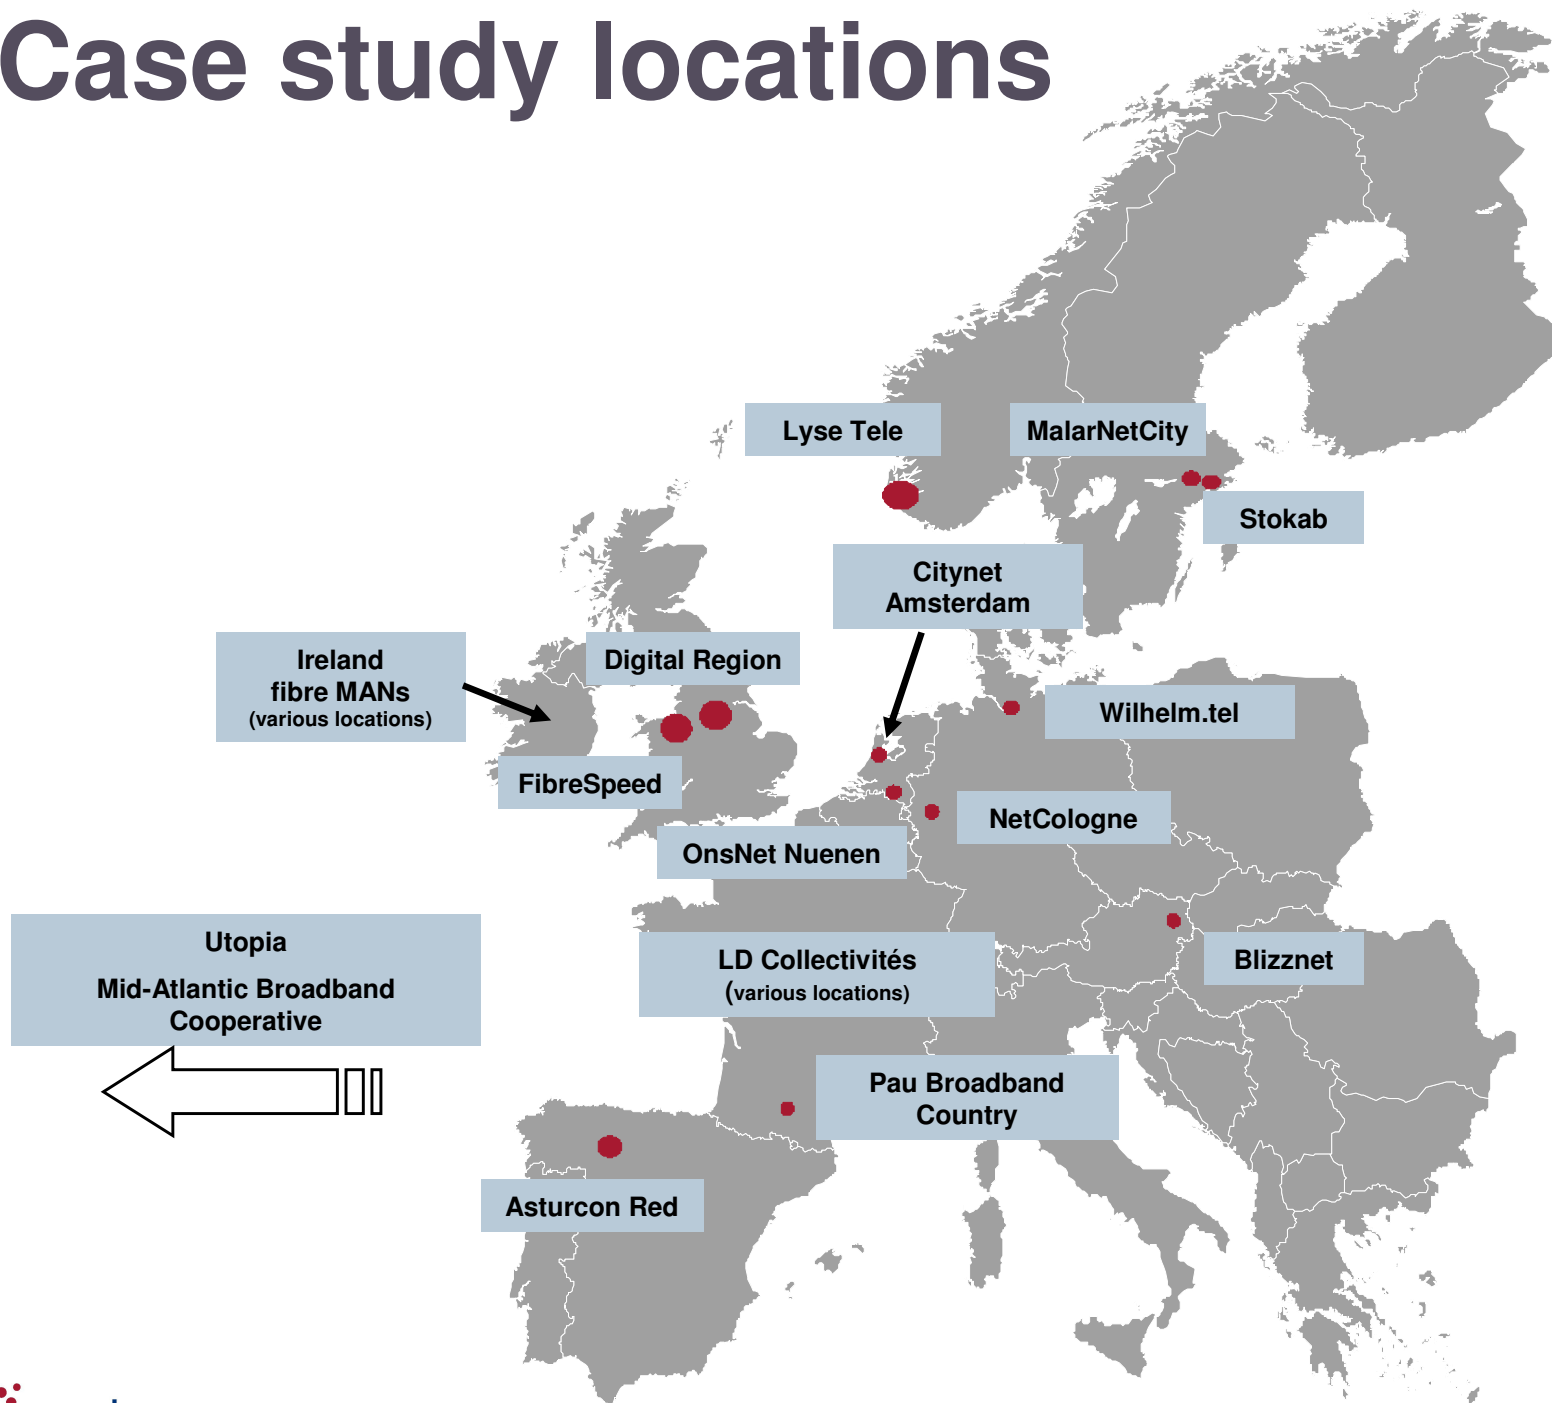 Case study locations
Lyse Tele
MalarNetCity
Stokab
Citynet
Amsterdam
Ireland
fibre MANs
(various locations)
Digital Region
Wilhelm.tel
FibreSpeed
NetCologne
OnsNet Nuenen
Utopia
Mid-Atlantic Broadband
Cooperative
LD Collectivités
(various locations)
Blizznet
Pau Broadband
Country
Asturcon Red